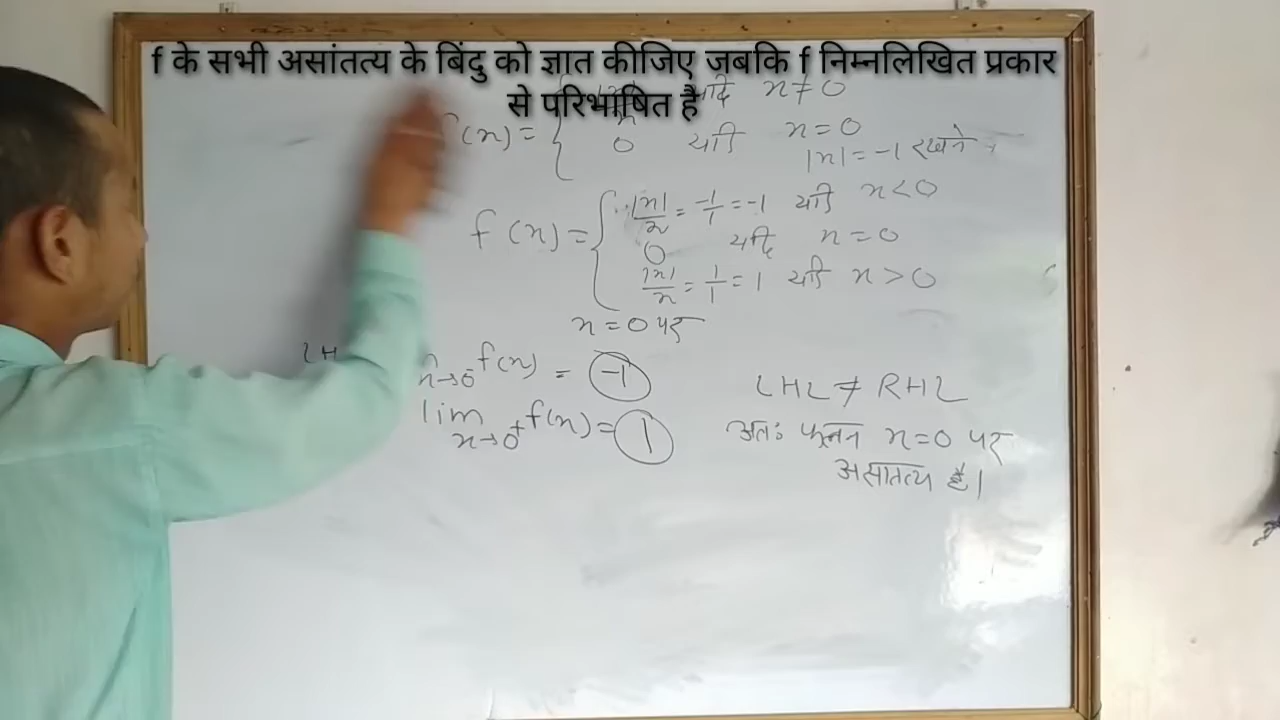 f के सभी असांतत्य के बिंदु को ज्ञात कीजिए जबकि f निम्नलिखित प्रकार
से परिभाषित है
यदि x ≠ 0
(x) = { 0 यदि x = 0
|x| = -1 रखने
f(x) = { |x|/x = -1/1 = -1 यदि x < 0
0 यदि x = 0
|x|/x = 1/1 = 1 यदि x > 0
x = 0 पर
LH
x→0⁻ f(x) = -1
lim x→0⁺ f(x) = 1
LHL ≠ RHL
अतः फलन x = 0 पर
असातत्य है।